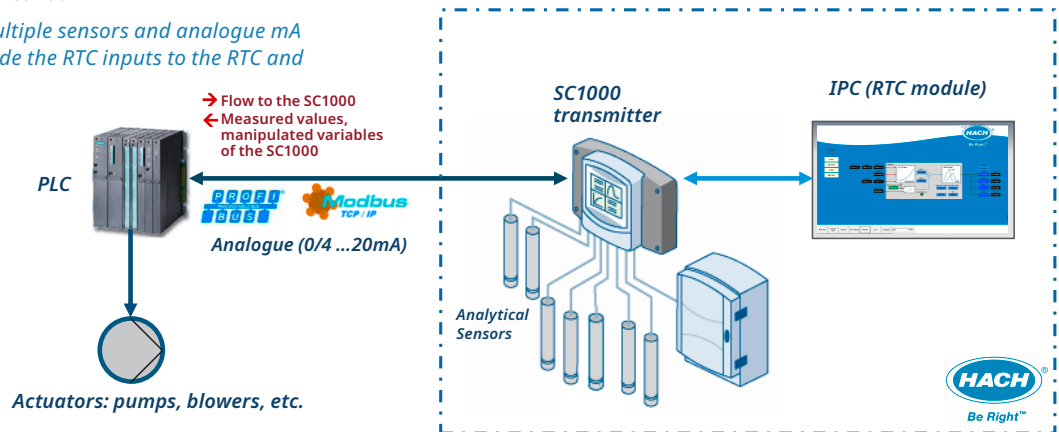 ultiple sensors and analogue mA
de the RTC inputs to the RTC and
→ Flow to the SC1000
← Measured values,
manipulated variables
of the SC1000
SC1000
transmitter
IPC (RTC module)
HACH
Be Right
PLC
PROFI
BUS
Modbus
TCP / IP
Analogue (0/4 ...20mA)
Analytical
Sensors
Actuators: pumps, blowers, etc.
HACH®
Be Right™